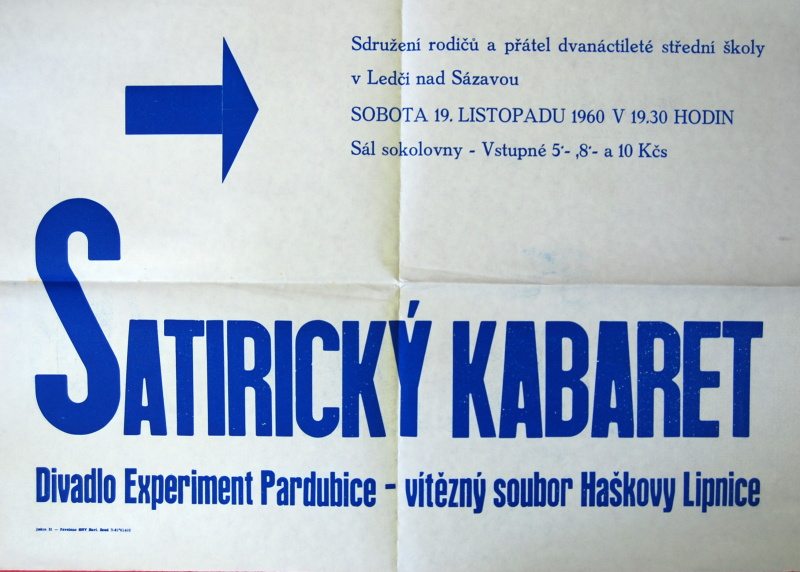 Sdružení rodičů a přátel dvanáctileté střední školy
v Ledči nad Sázavou
SOBOTA 19. LISTOPADU 1960 V 19.30 HODIN
Sál sokolovny - Vstupné 5·- ,8·- a 10 Kčs
SATIRICKÝ KABARET
Divadlo Experiment Pardubice - vítězný soubor Haškovy Lipnice